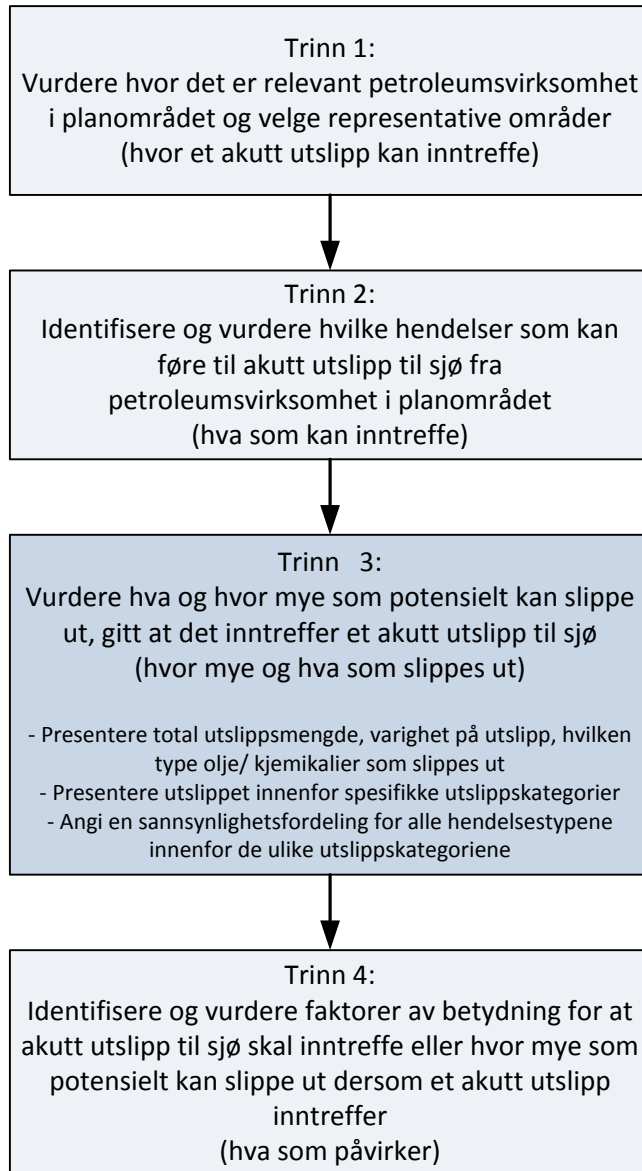 Trinn 1:
Vurdere hvor det er relevant petroleumsvirksomhet
i planområdet og velge representative områder
(hvor et akutt utslipp kan inntreffe)
Trinn 2:
Identifisere og vurdere hvilke hendelser som kan
føre til akutt utslipp til sjø fra
petroleumsvirksomhet i planområdet
(hva som kan inntreffe)
Trinn 3:
Vurdere hva og hvor mye som potensielt kan slippe
ut, gitt at det inntreffer et akutt utslipp til sjø
(hvor mye og hva som slippes ut)
- Presentere total utslippsmengde, varighet på utslipp, hvilken
type olje/ kjemikalier som slippes ut
- Presentere utslippet innenfor spesifikke utslippskategorier
- Angi en sannsynlighetsfordeling for alle hendelsestypene
innenfor de ulike utslippskategoriene
Trinn 4:
Identifisere og vurdere faktorer av betydning for at
akutt utslipp til sjø skal inntreffe eller hvor mye som
potensielt kan slippe ut dersom et akutt utslipp
inntreffer
(hva som påvirker)